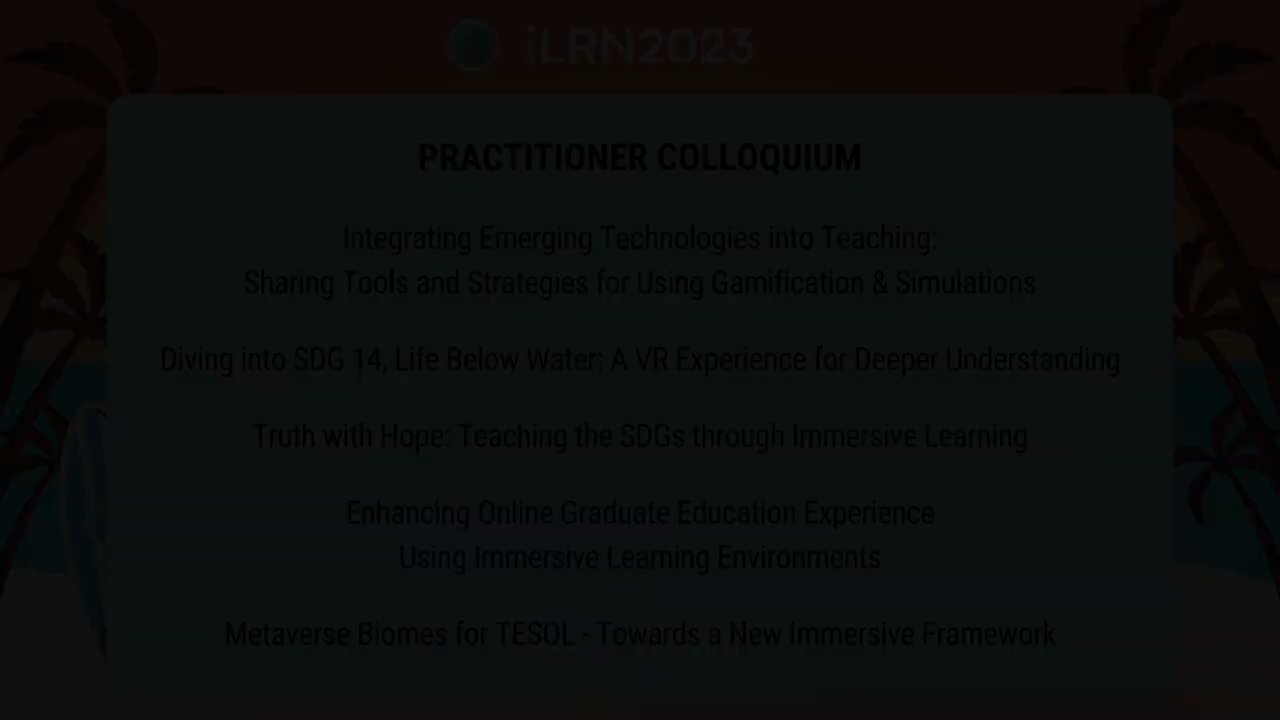 iLRN2023
PRACTITIONER COLLOQUIUM
Integrating Emerging Technologies into Teaching:
Sharing Tools and Strategies for Using Gamification & Simulations
Diving into SDG 14, Life Below Water: A VR Experience for Deeper Understanding
Truth with Hope: Teaching the SDGs through Immersive Learning
Enhancing Online Graduate Education Experience
Using Immersive Learning Environments
Metaverse Biomes for TESOL - Towards a New Immersive Framework